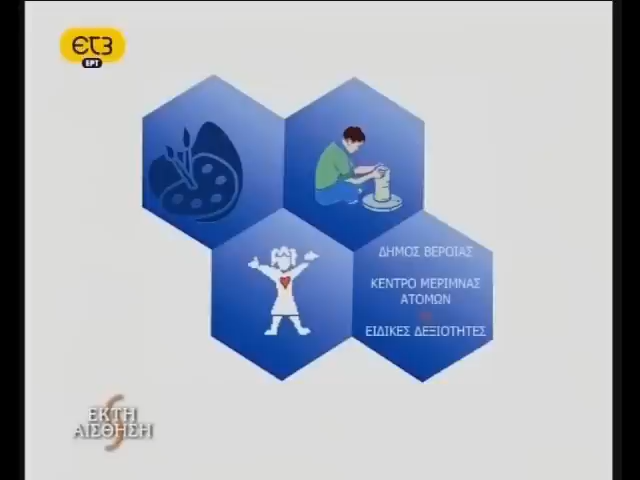 ετ3
ΕΡΤ
ΔΗΜΟΣ ΒΕΡΟΙΑΣ
ΚΕΝΤΡΟ ΜΕΡΙΜΝΑΣ
ΑΤΟΜΩΝ
ΕΙΔΙΚΕΣ ΔΕΞΙΟΤΗΤΕΣ
ΕΚΤΗ
ΑΙΣΘΗΣΗ